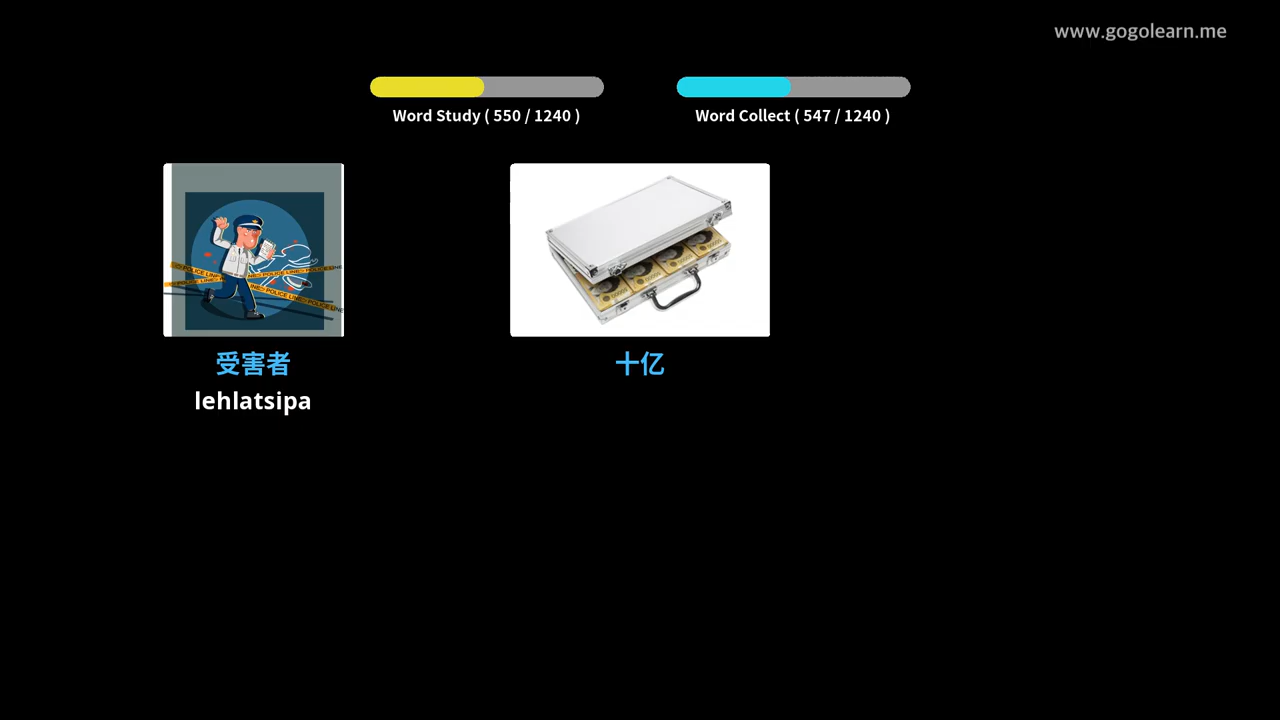 www.gogolearn.me
Word Study ( 550 / 1240 )
Word Collect ( 547 / 1240 )
受害者
十亿
lehlatsipa